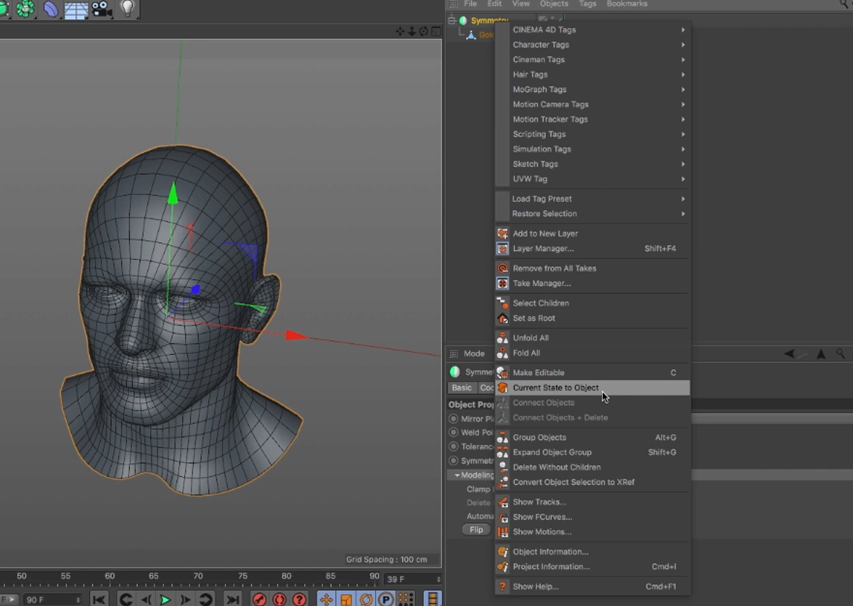 File Edit View Objects Tags Bookmarks
Symmetry
CINEMA 4D Tags
Character Tags
Cineman Tags
Hair Tags
MoGraph Tags
Motion Camera Tags
Motion Tracker Tags
Scripting Tags
Simulation Tags
Sketch Tags
UVW Tag
Load Tag Preset
Restore Selection
Add to New Layer
Layer Manager... Shift+F4
Remove from All Takes
Take Manager...
Select Children
Set as Root
Unfold All
Fold All
Mode
Make Editable C
Symme
Current State to Object
Basic Coo
Connect Objects
Object Prop
Connect Objects + Delete
Mirror Pl
Weld Poi
Group Objects Alt+G
Toleranc
Expand Object Group Shift+G
Symmet
Delete Without Children
Modeling
Convert Object Selection to XRef
Clamp
Delete
Show Tracks...
Automa
Show FCurves...
Flip
Show Motions...
Grid Spacing : 100 cm
Object Information...
Project Information... Cmd+I
50 55 60 65 70 75 80 85 90 39 F
Show Help... Cmd+F1
F 90 F